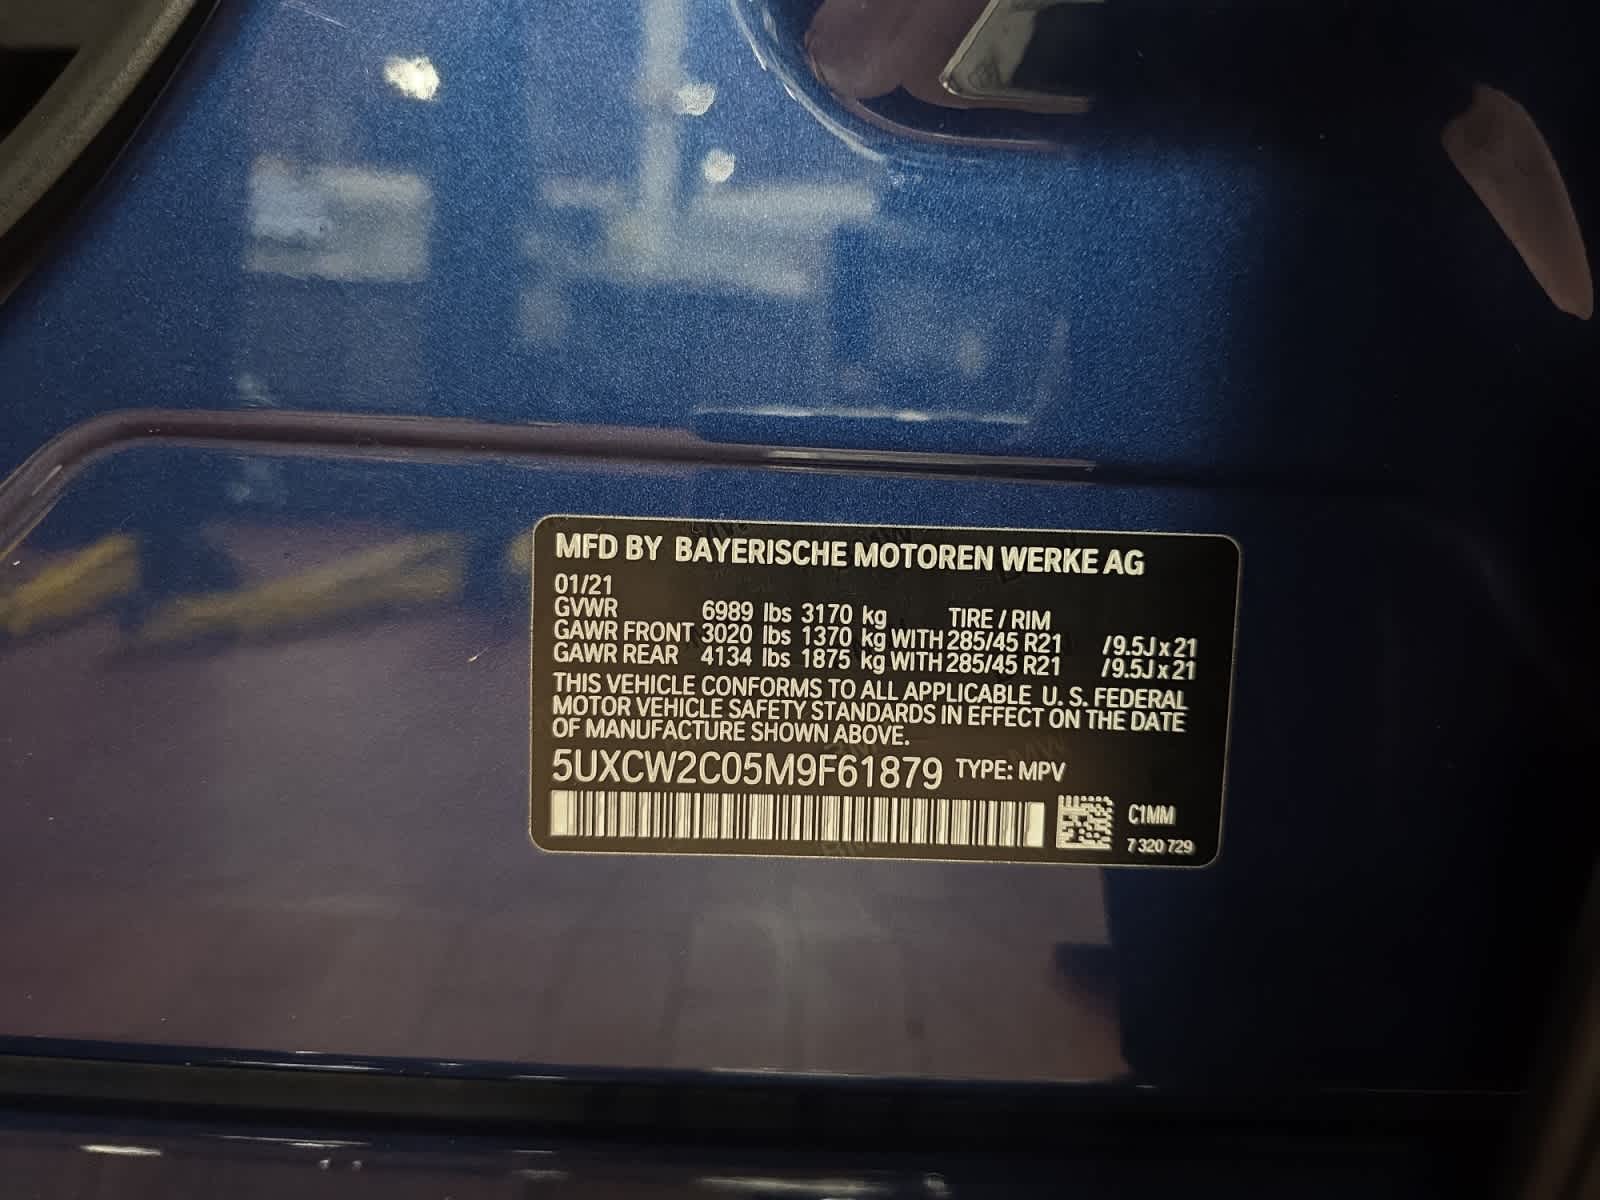 MFD BY BAYERISCHE MOTOREN WERKE AG
01/21
GVWR 6989 lbs 3170 kg TIRE / RIM
GAWR FRONT 3020 lbs 1370 kg WITH 285/45 R21 / 9.5J x 21
GAWR REAR 4134 lbs 1875 kg WITH 285/45 R21 / 9.5J x 21
THIS VEHICLE CONFORMS TO ALL APPLICABLE U. S. FEDERAL
MOTOR VEHICLE SAFETY STANDARDS IN EFFECT ON THE DATE
OF MANUFACTURE SHOWN ABOVE.
5UXCW2C05M9F61879 TYPE: MPV
C1MM
7 320 729